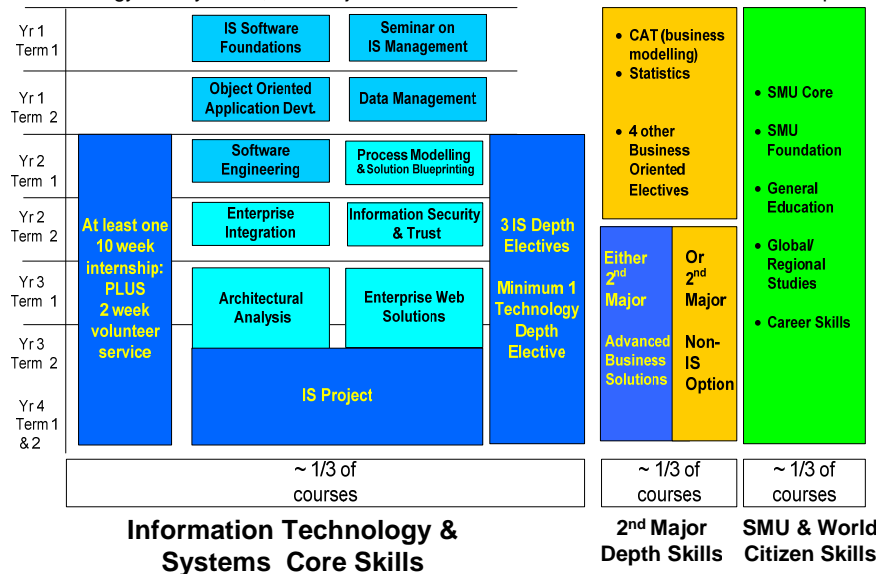 Yr 1
Term 1
IS Software
Foundations
Seminar on
IS Management
Yr 1
Term 2
Object Oriented
Application Devt.
Data Management
Yr 2
Term 1
Software
Engineering
Process Modelling
& Solution Blueprinting
Yr 2
Term 2
Enterprise
Integration
Information Security
& Trust
Yr 3
Term 1
Architectural
Analysis
Enterprise Web
Solutions
Yr 3
Term 2
Yr 4
Term 1
& 2
IS Project
At least one
10 week
internship:
PLUS
2 week
volunteer
service
3 IS Depth
Electives
Minimum 1
Technology
Depth
Elective
• CAT (business
modelling)
• Statistics
• 4 other
Business
Oriented
Electives
Either
2nd
Major
Advanced
Business
Solutions
Or
2nd
Major
Non-
IS
Option
• SMU Core
• SMU
Foundation
• General
Education
• Global/
Regional
Studies
• Career Skills
~ 1/3 of
courses
~ 1/3 of
courses
~ 1/3 of
courses
Information Technology &
Systems Core Skills
2nd Major
Depth Skills
SMU & World
Citizen Skills